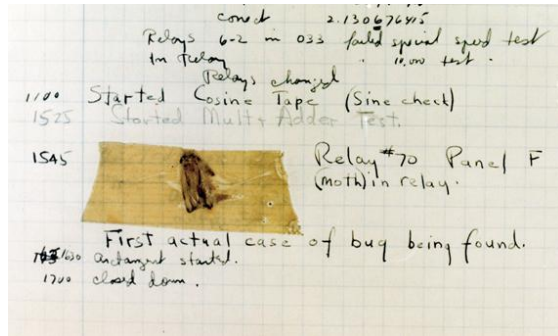 conect 2.130676415
Relays 6-2 in 033 failed special speed test
In Relay " 10,000 test.
Relays changed
1100 Started Cosine Tape (Sine check)
1525 Started Mult+Adder Test.
1545 Relay #70 Panel F
(moth) in relay.
First actual case of bug being found.
1630 antangent started.
1700 closed down.